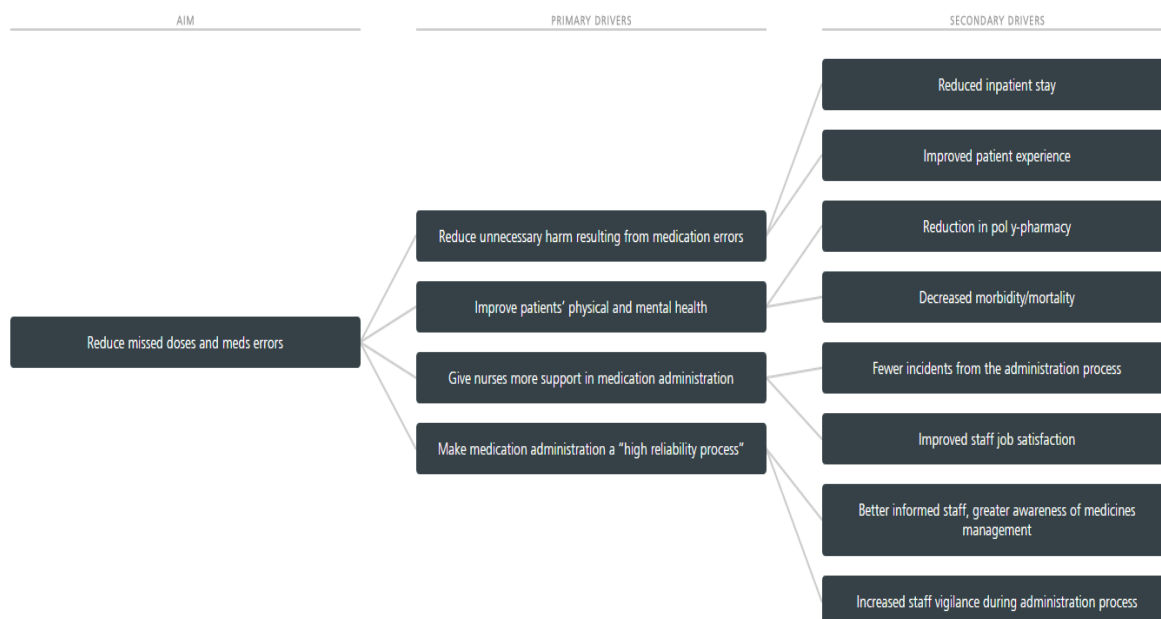 AIM
PRIMARY DRIVERS
SECONDARY DRIVERS
Reduce missed doses and meds errors
Reduce unnecessary harm resulting from medication errors
Improve patients’ physical and mental health
Give nurses more support in medication administration
Make medication administration a “high reliability process”
Reduced inpatient stay
Improved patient experience
Reduction in pol y-pharmacy
Decreased morbidity/mortality
Fewer incidents from the administration process
Improved staff job satisfaction
Better informed staff, greater awareness of medicines
management
Increased staff vigilance during administration process